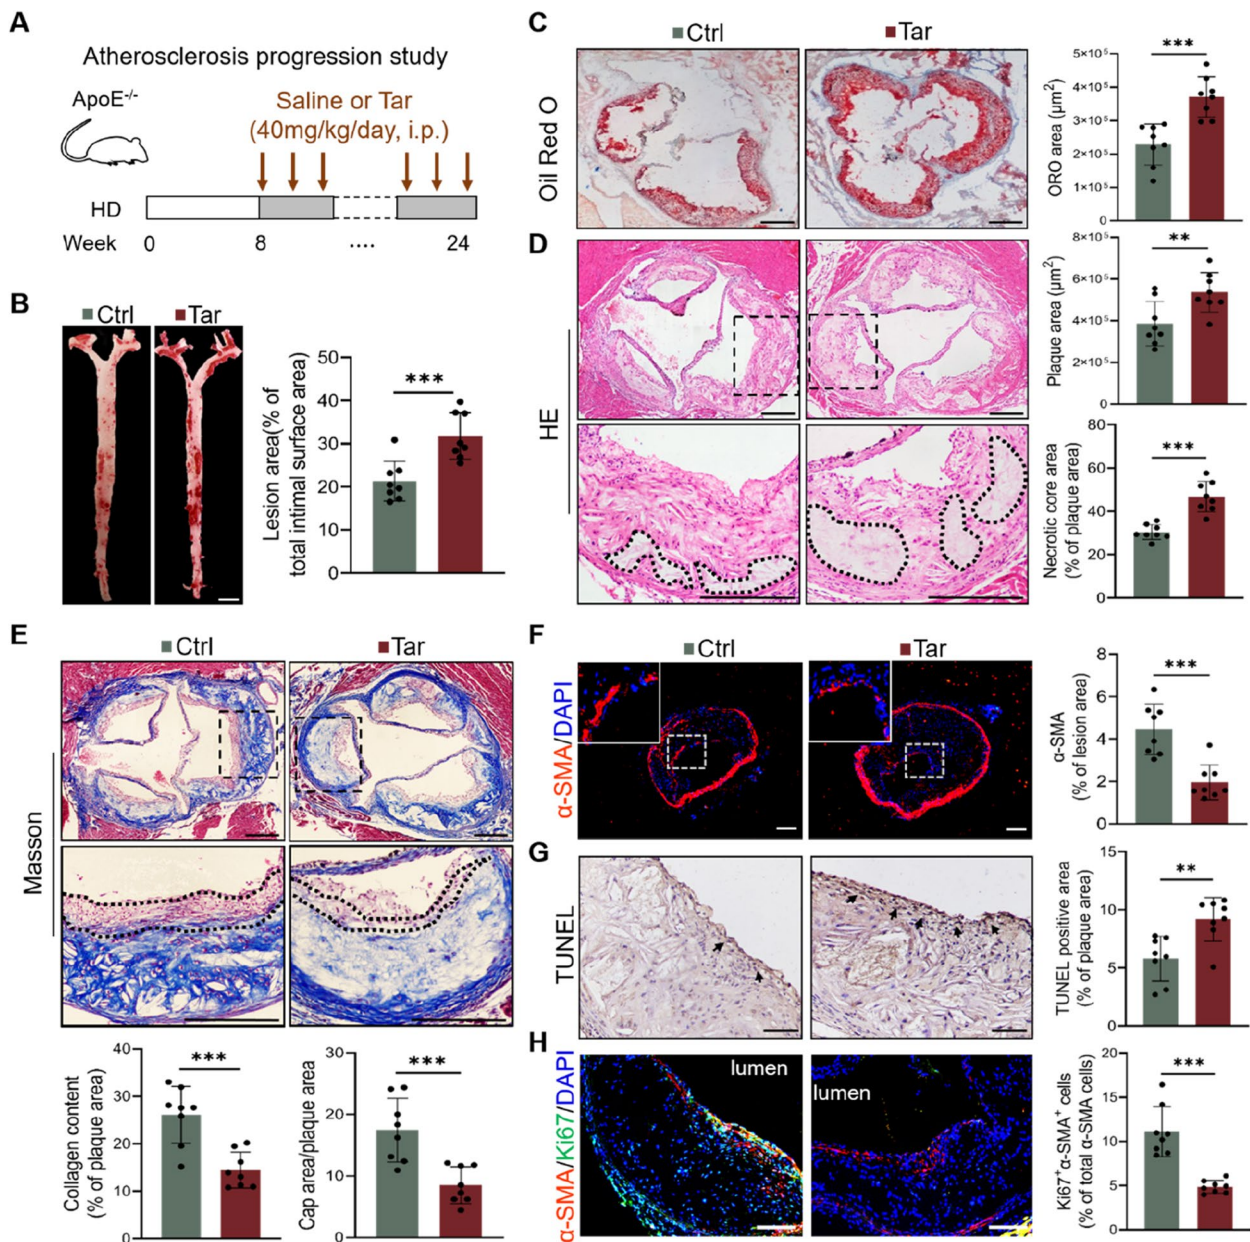 A
Atherosclerosis progression study
ApoE-/-
Saline or Tar
(40mg/kg/day, i.p.)
HD
Week
0
8
....
24
B
Ctrl
Tar
Lesion area(% of
total intimal surface area)
50
40
30
20
10
0
***
C
Ctrl
Tar
Oil Red O
ORO area (μm²)
5×10⁵
4×10⁵
3×10⁵
2×10⁵
1×10⁵
0
***
D
HE
Plaque area (μm²)
8×10⁵
6×10⁵
4×10⁵
2×10⁵
0
**
Necrotic core area
(% of plaque area)
80
60
40
20
0
***
E
Ctrl
Tar
Masson
Collagen content
(% of plaque area)
40
30
20
10
0
***
Cap area/plaque area
30
20
10
0
***
F
Ctrl
Tar
α-SMA/DAPI
α-SMA
(% of lesion area)
8
6
4
2
0
***
G
TUNEL
TUNEL positive area
(% of plaque area)
15
10
5
0
**
H
α-SMA/Ki67/DAPI
lumen
lumen
Ki67⁺α-SMA⁺ cells
(% of total α-SMA cells)
20
15
10
5
0
***